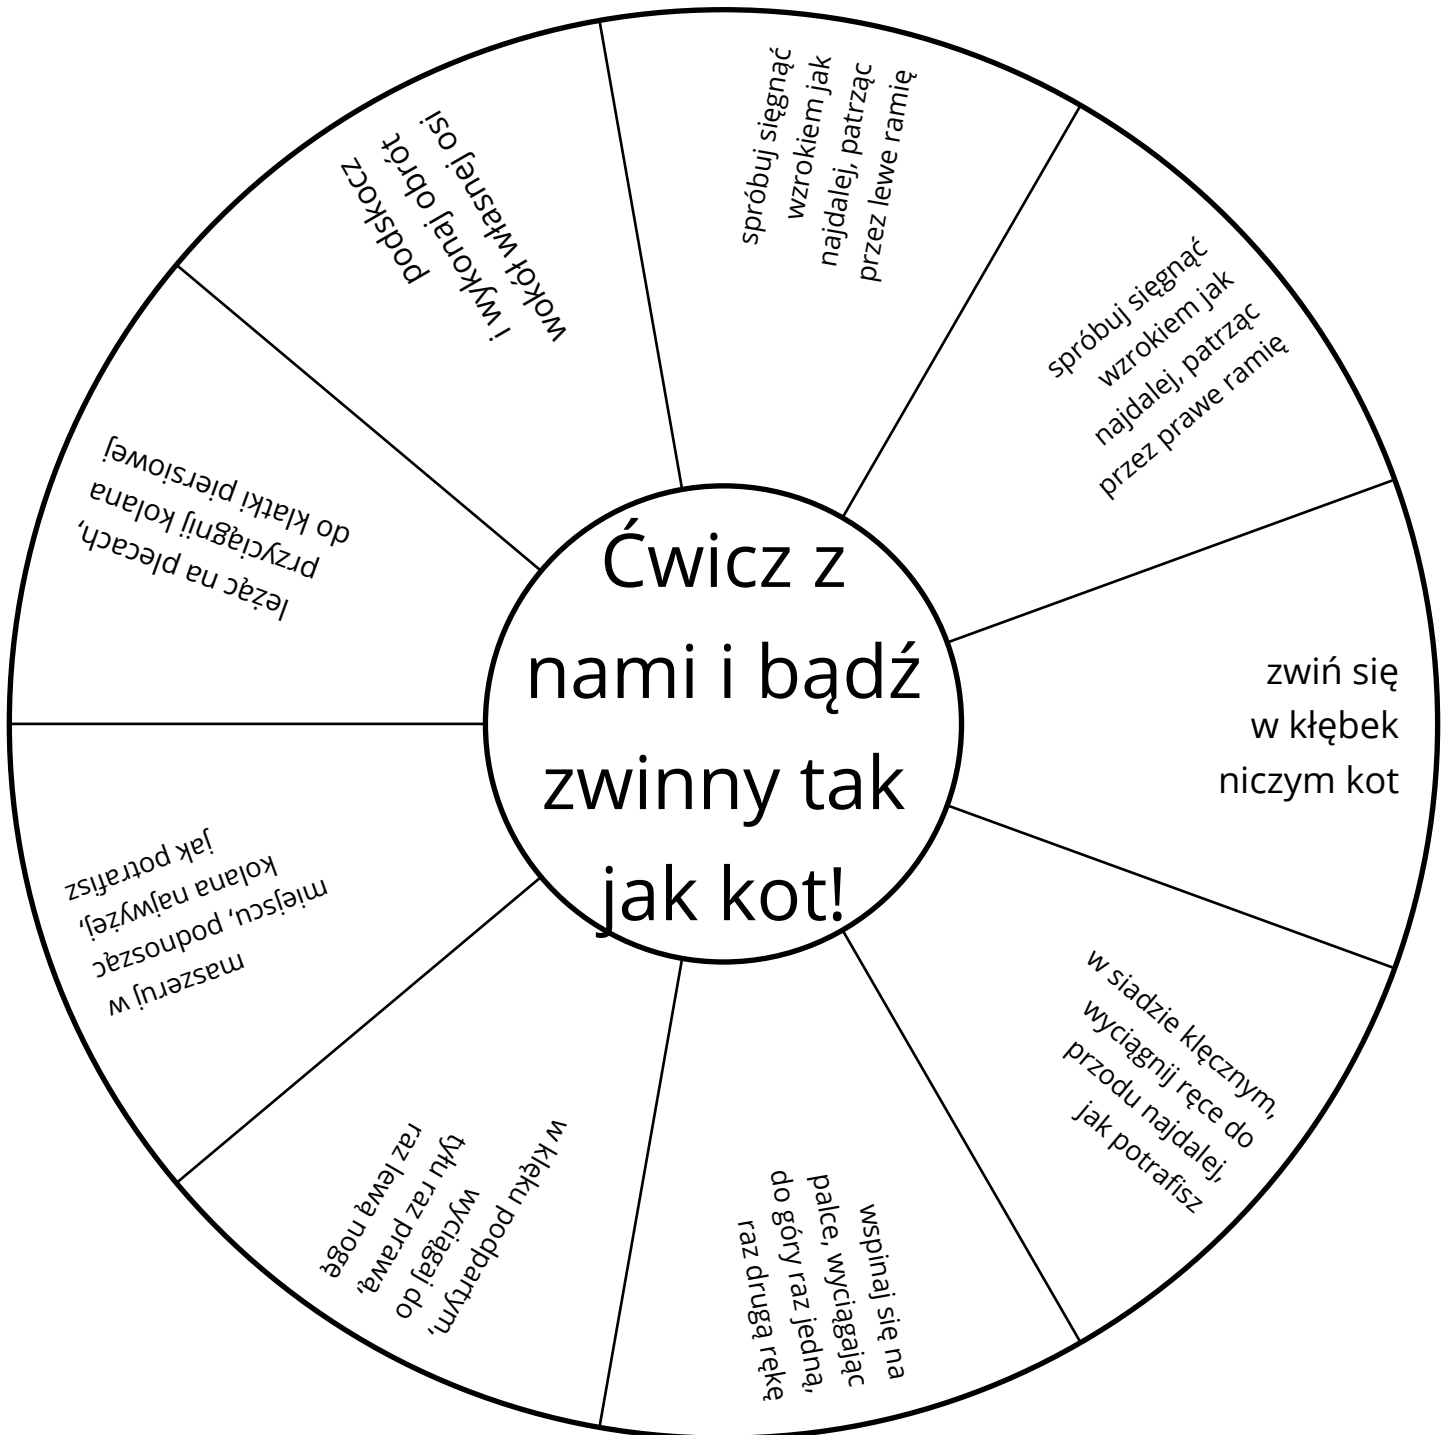 Ćwicz z
nami i bądź
zwinny tak
jak kot!
spróbuj sięgnąć
wzrokiem jak
najdalej, patrząc
przez lewe ramię
spróbuj sięgnąć
wzrokiem jak
najdalej, patrząc
przez prawe ramię
zwiń się
w kłębek
niczym kot
w siadzie klęcznym,
wyciągnij ręce do
przodu najdalej,
jak potrafisz
wspinaj się na
palce, wyciągając
do góry raz jedną,
raz drugą rękę
w klęku podpartym,
wyciągaj do
tyłu raz prawą,
raz lewą nogę
maszeruj w
miejscu, podnosząc
kolana najwyżej,
jak potrafisz
leżąc na plecach,
przyciągnij kolana
do klatki piersiowej
podskocz
i wykonaj obrót
wokół własnej osi